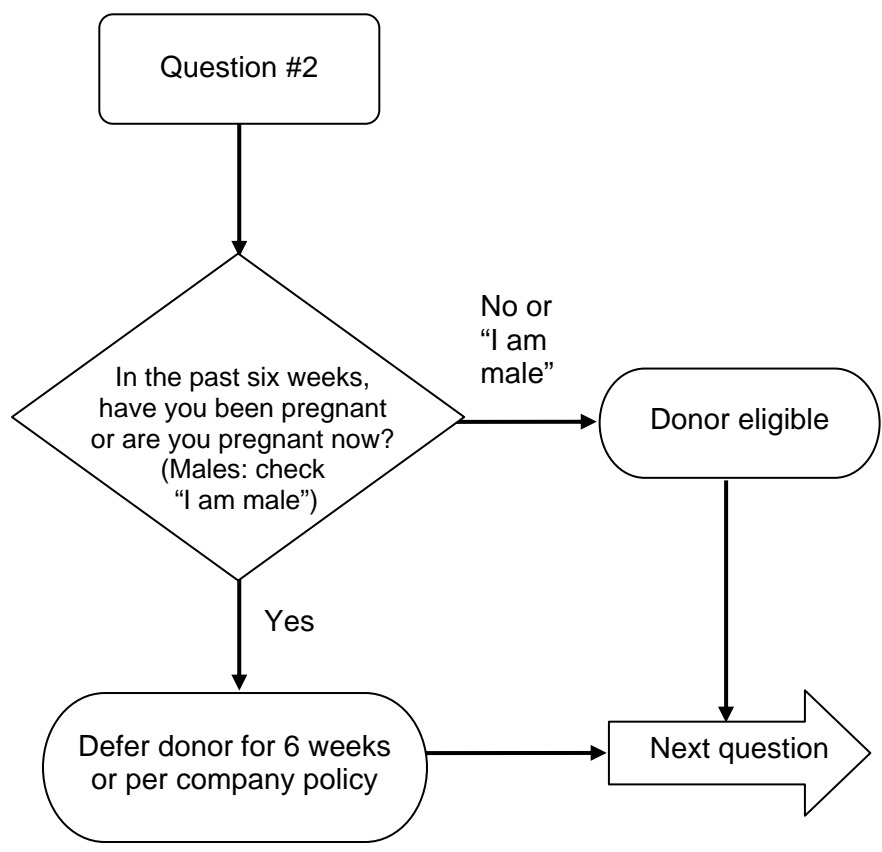 Question #2
In the past six weeks,
have you been pregnant
or are you pregnant now?
(Males: check
“I am male”)
No or
“I am
male”
Donor eligible
Yes
Defer donor for 6 weeks
or per company policy
Next question